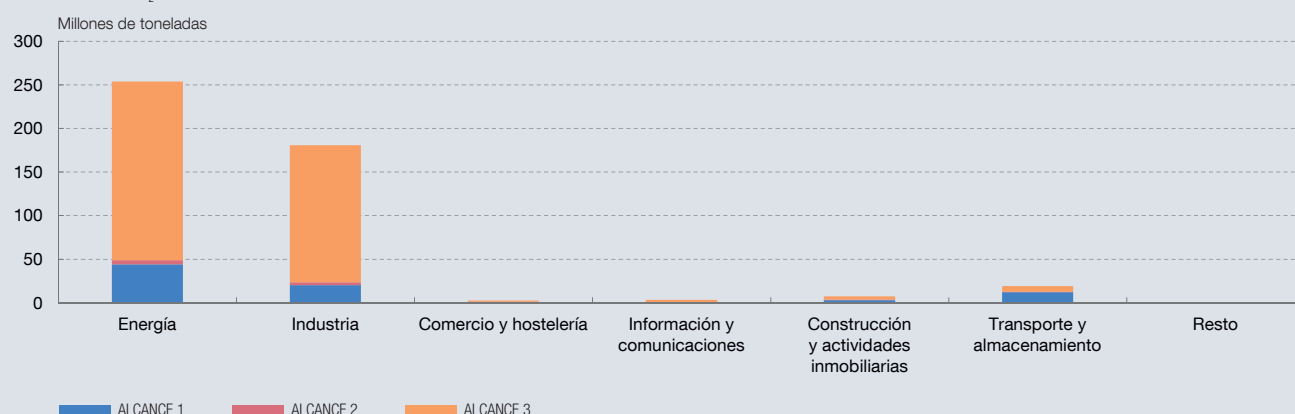 Millones de toneladas
300
250
200
150
100
50
0
Energía
Industria
Comercio y hostelería
Información y
comunicaciones
Construcción
y actividades
inmobiliarias
Transporte y
almacenamiento
Resto
ALCANCE 1
ALCANCE 2
ALCANCE 3